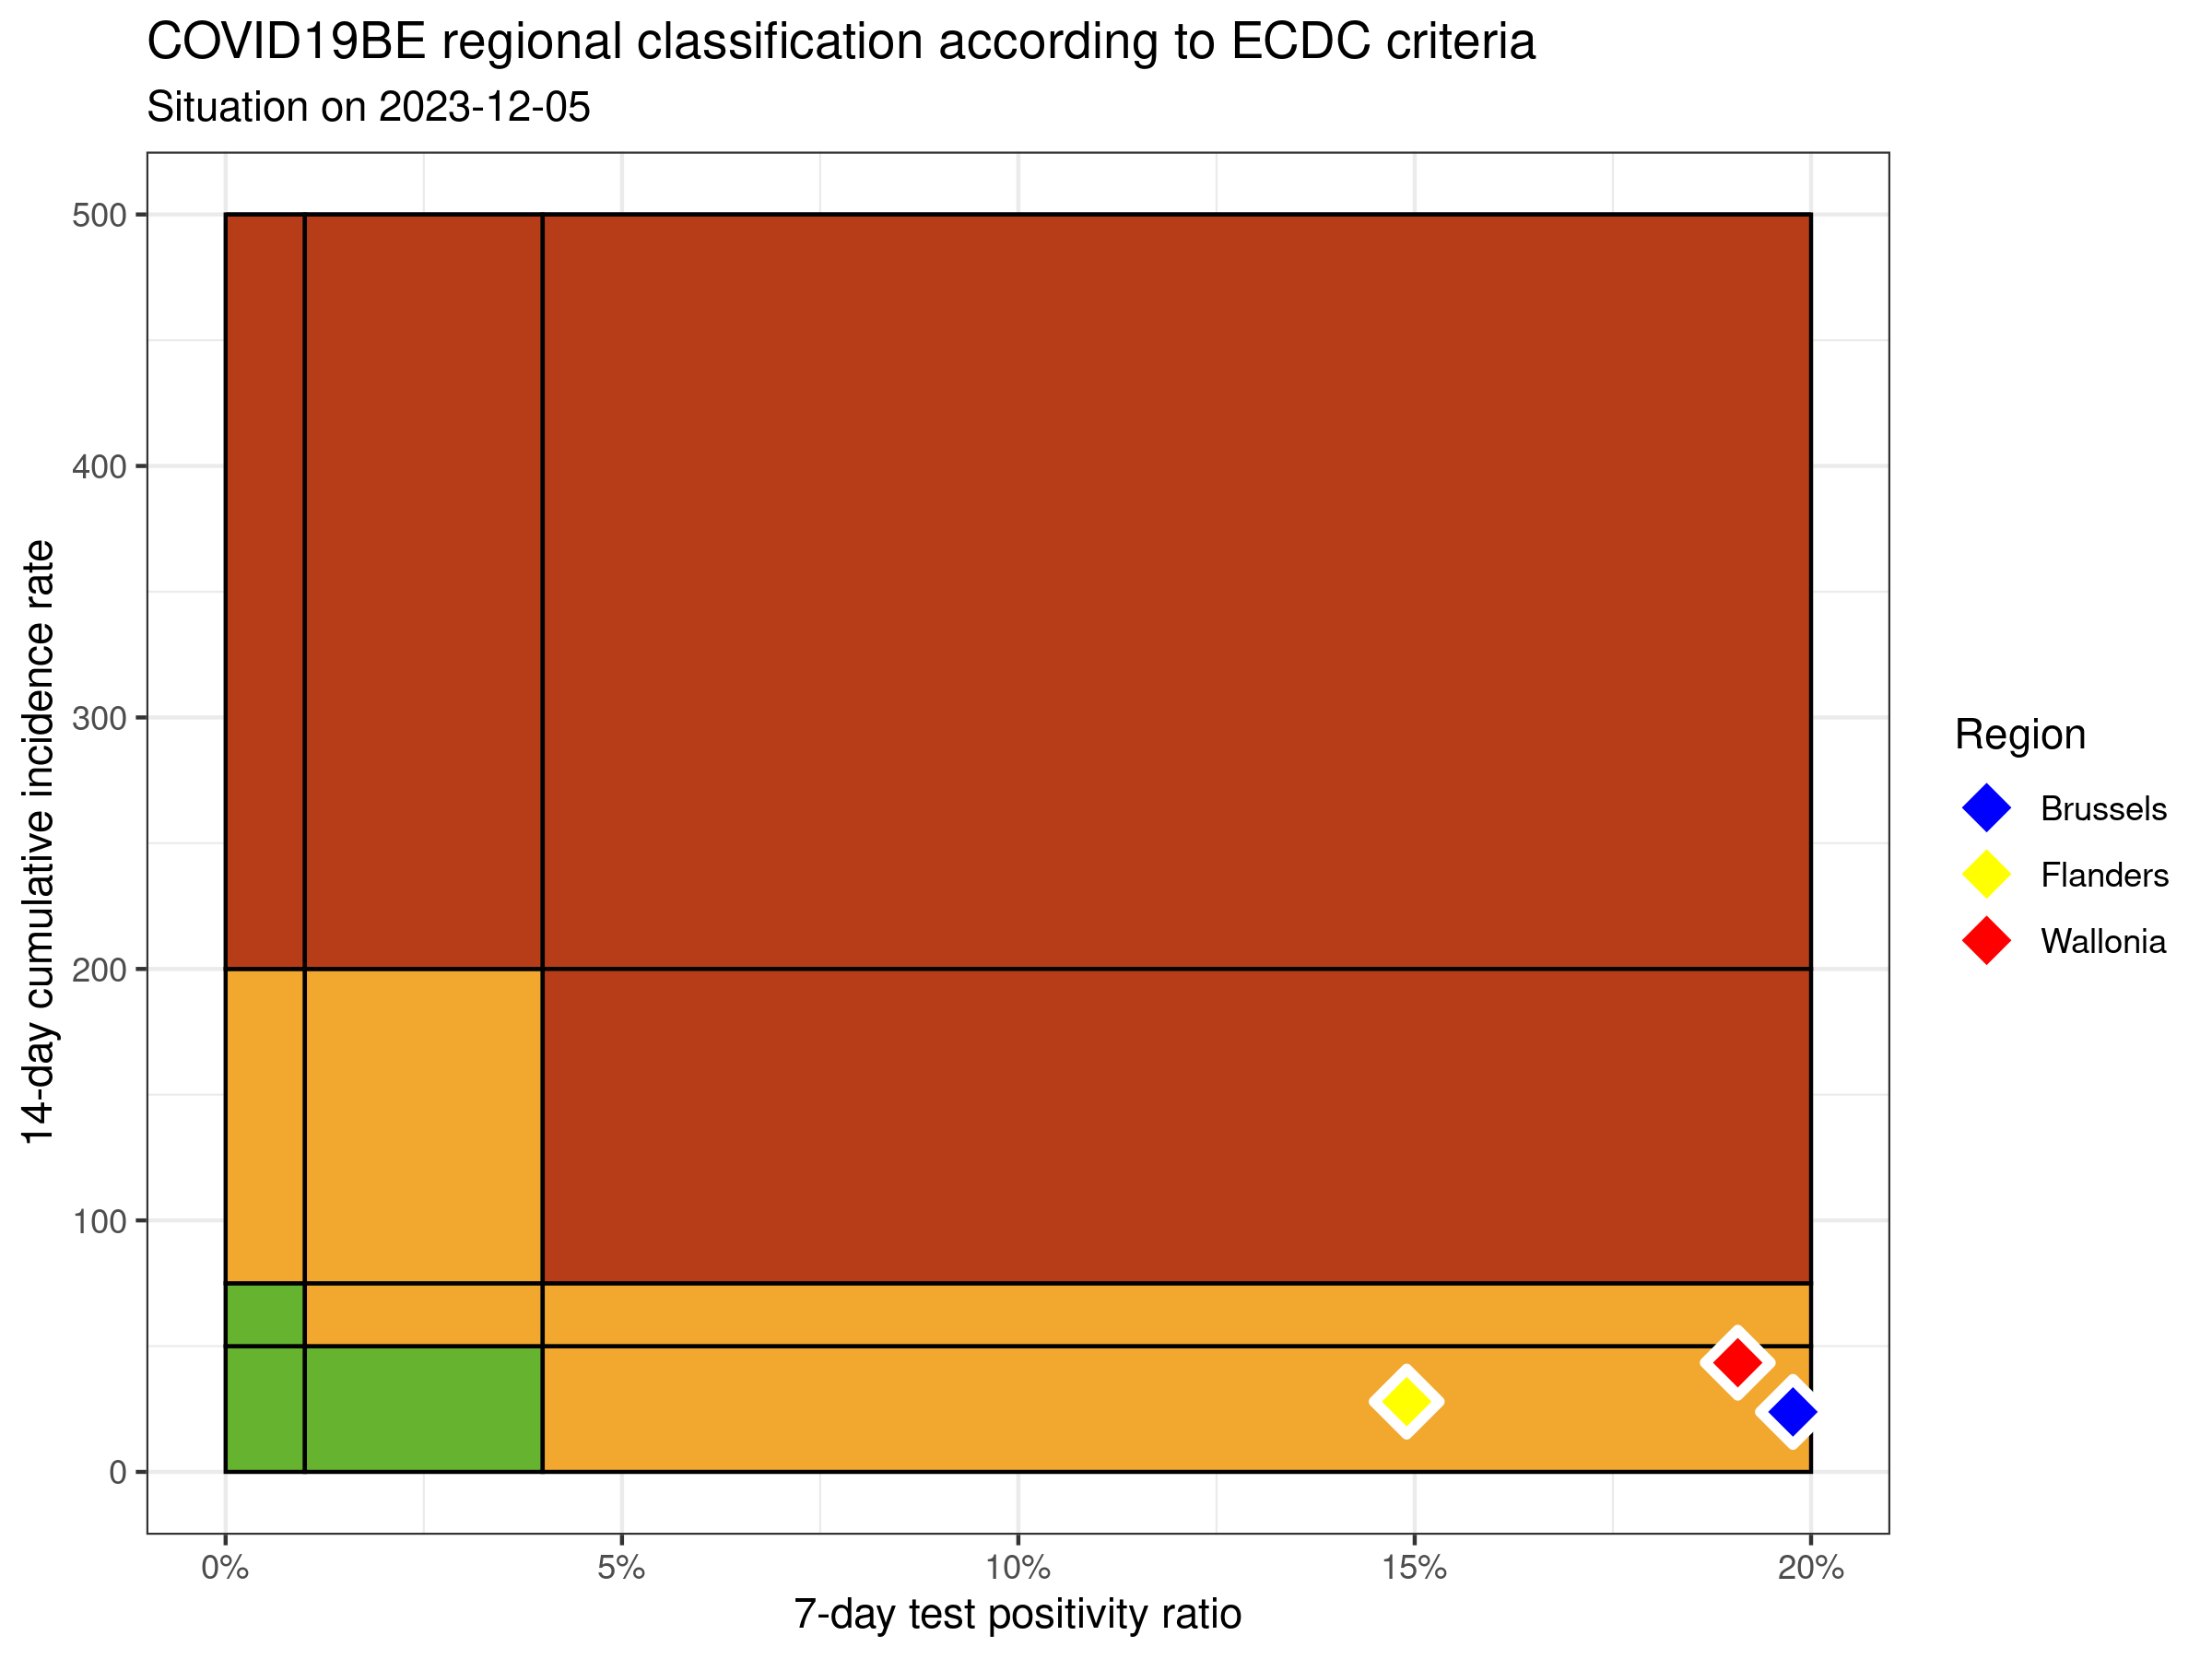 COVID19BE regional classification according to ECDC criteria
Situation on 2023-12-05
14-day cumulative incidence rate
500
400
300
200
100
0
0%
5%
10%
15%
20%
7-day test positivity ratio
Region
Brussels
Flanders
Wallonia